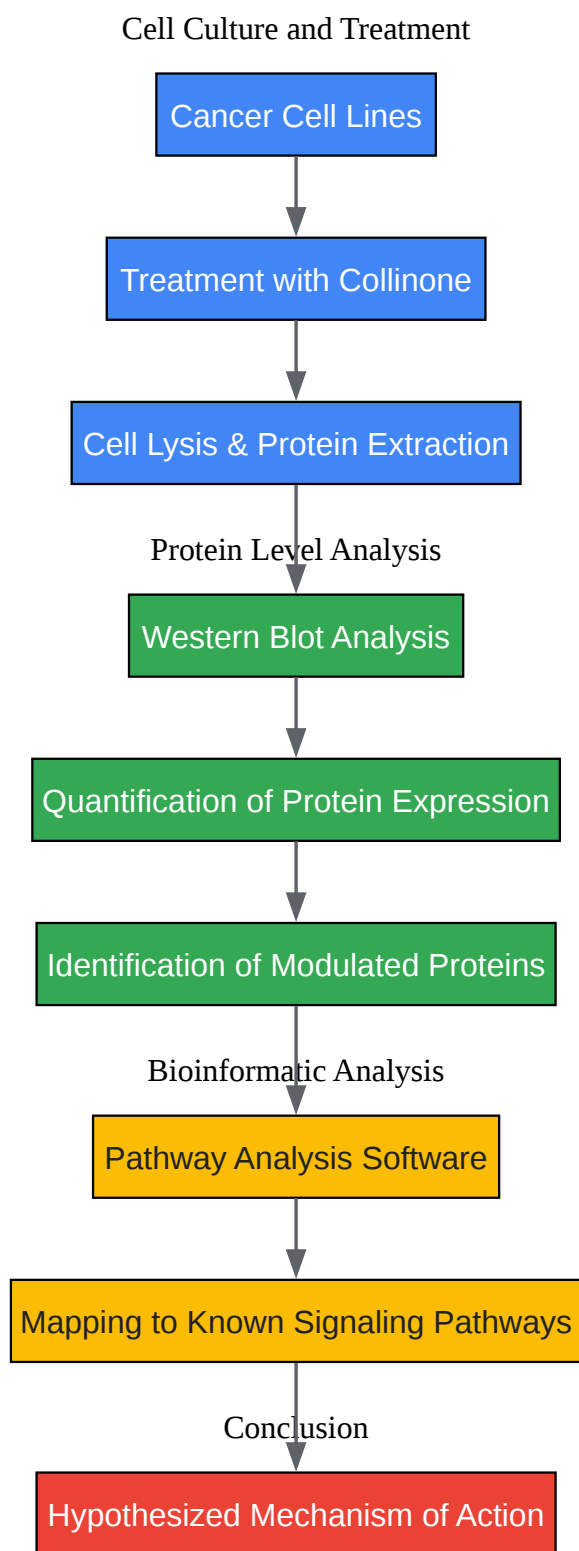 Cell Culture and Treatment
Cancer Cell Lines
Treatment with Collinone
Cell Lysis & Protein Extraction
Protein Level Analysis
Western Blot Analysis
Quantification of Protein Expression
Identification of Modulated Proteins
Bioinformatic Analysis
Pathway Analysis Software
Mapping to Known Signaling Pathways
Conclusion
Hypothesized Mechanism of Action